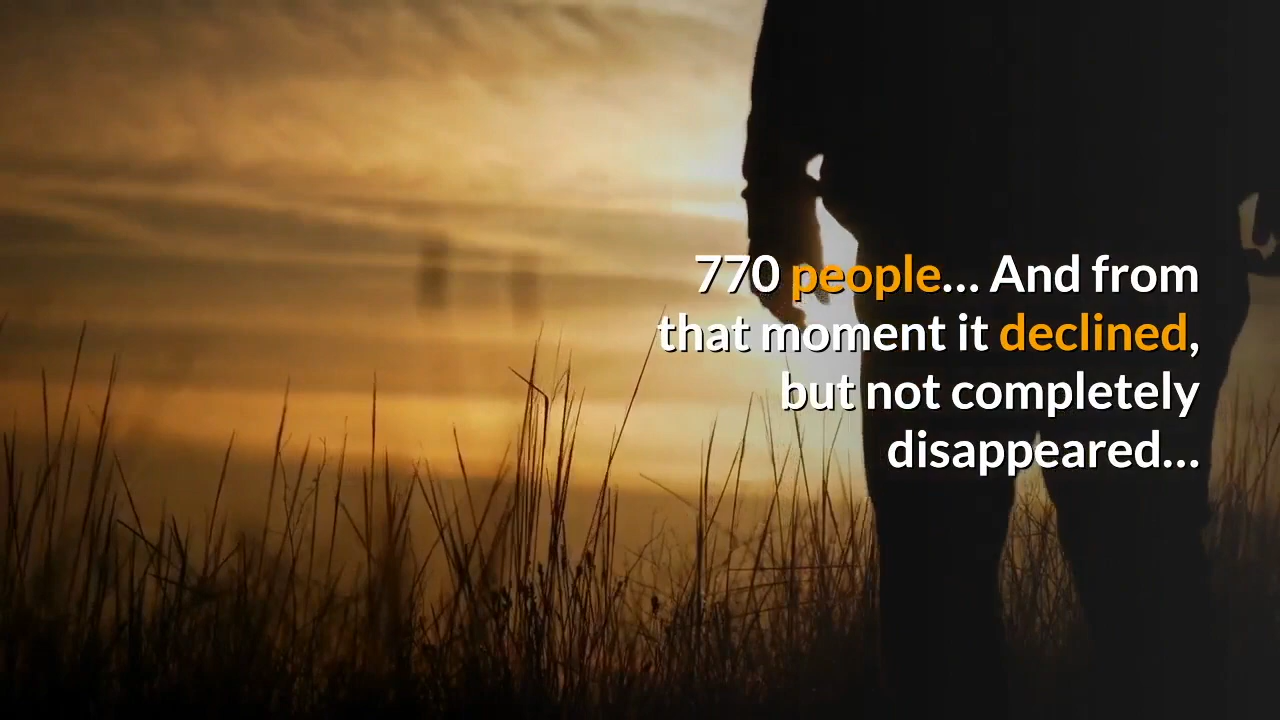 770 people... And from
that moment it declined,
but not completely
disappeared...